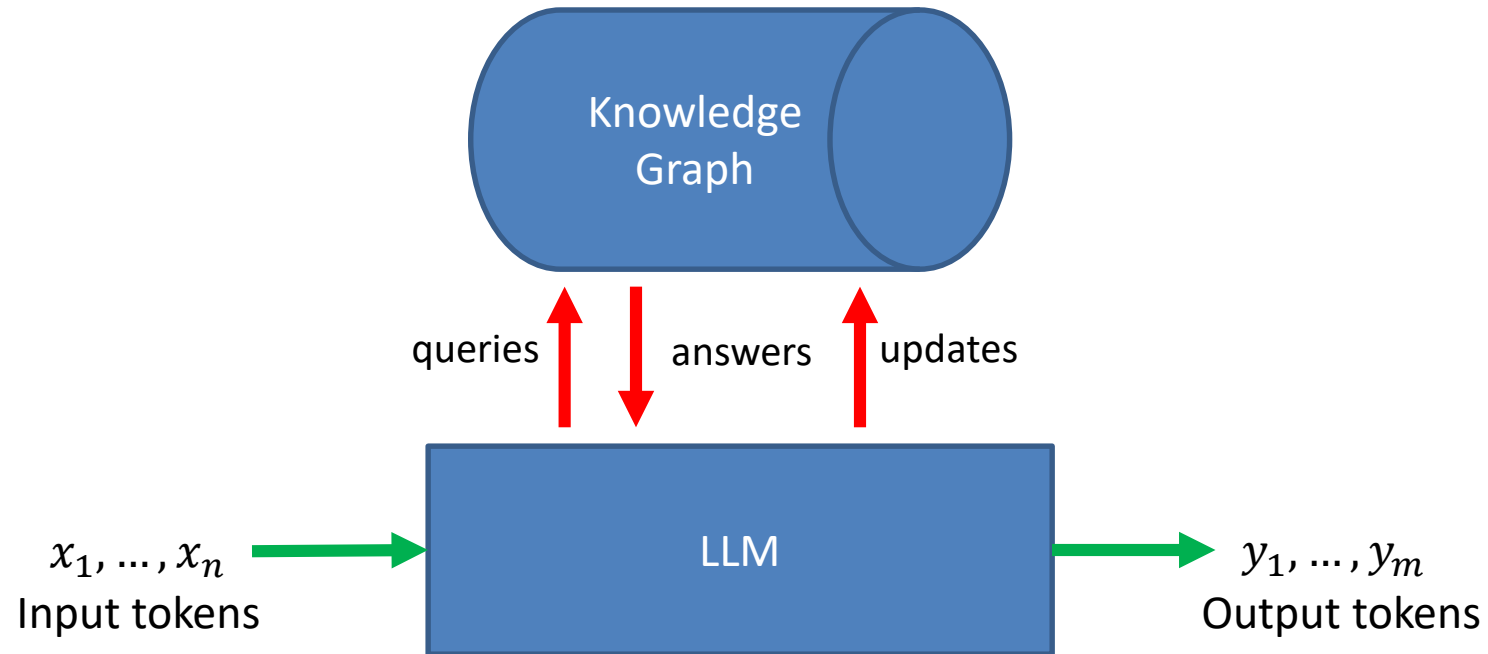 Knowledge
Graph
queries
answers
updates
LLM
x₁, …, xₙ
Input tokens
y₁, …, yₘ
Output tokens